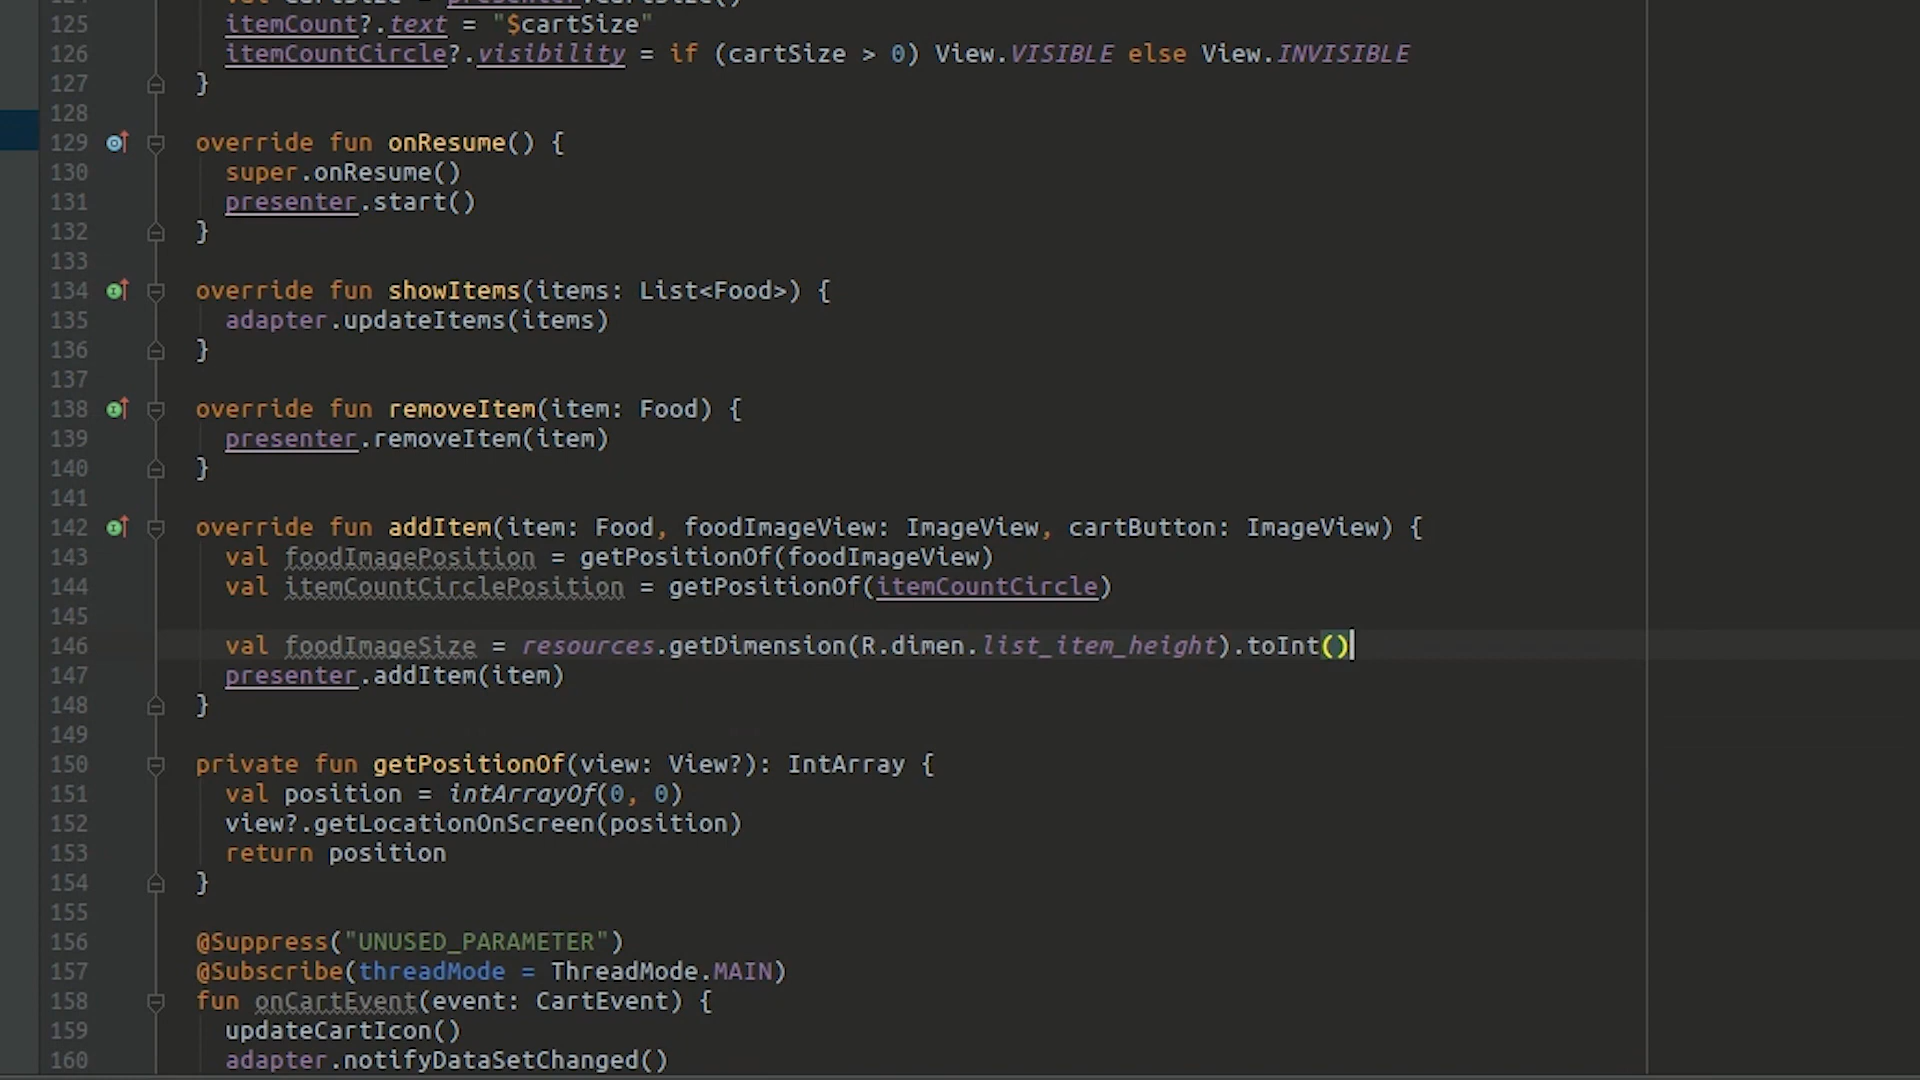 125 itemCount?.text = "$cartSize"
126 itemCountCircle?.visibility = if (cartSize > 0) View.VISIBLE else View.INVISIBLE
127 }
128
129 override fun onResume() {
130 super.onResume()
131 presenter.start()
132 }
133
134 override fun showItems(items: List<Food>) {
135 adapter.updateItems(items)
136 }
137
138 override fun removeItem(item: Food) {
139 presenter.removeItem(item)
140 }
141
142 override fun addItem(item: Food, foodImageView: ImageView, cartButton: ImageView) {
143 val foodImagePosition = getPositionOf(foodImageView)
144 val itemCountCirclePosition = getPositionOf(itemCountCircle)
145
146 val foodImageSize = resources.getDimension(R.dimen.list_item_height).toInt()
147 presenter.addItem(item)
148 }
149
150 private fun getPositionOf(view: View?): IntArray {
151 val position = intArrayOf(0, 0)
152 view?.getLocationOnScreen(position)
153 return position
154 }
155
156 @Suppress("UNUSED_PARAMETER")
157 @Subscribe(threadMode = ThreadMode.MAIN)
158 fun onCartEvent(event: CartEvent) {
159 updateCartIcon()
160 adapter.notifyDataSetChanged()